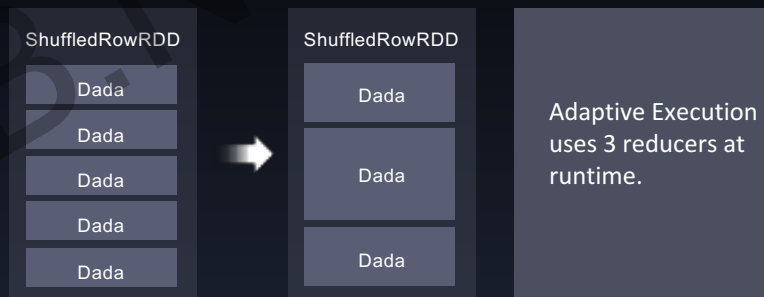 ShuffledRowRDD
Dada
Dada
Dada
Dada
Dada
ShuffledRowRDD
Dada
Dada
Dada
Adaptive Execution
uses 3 reducers at
runtime.